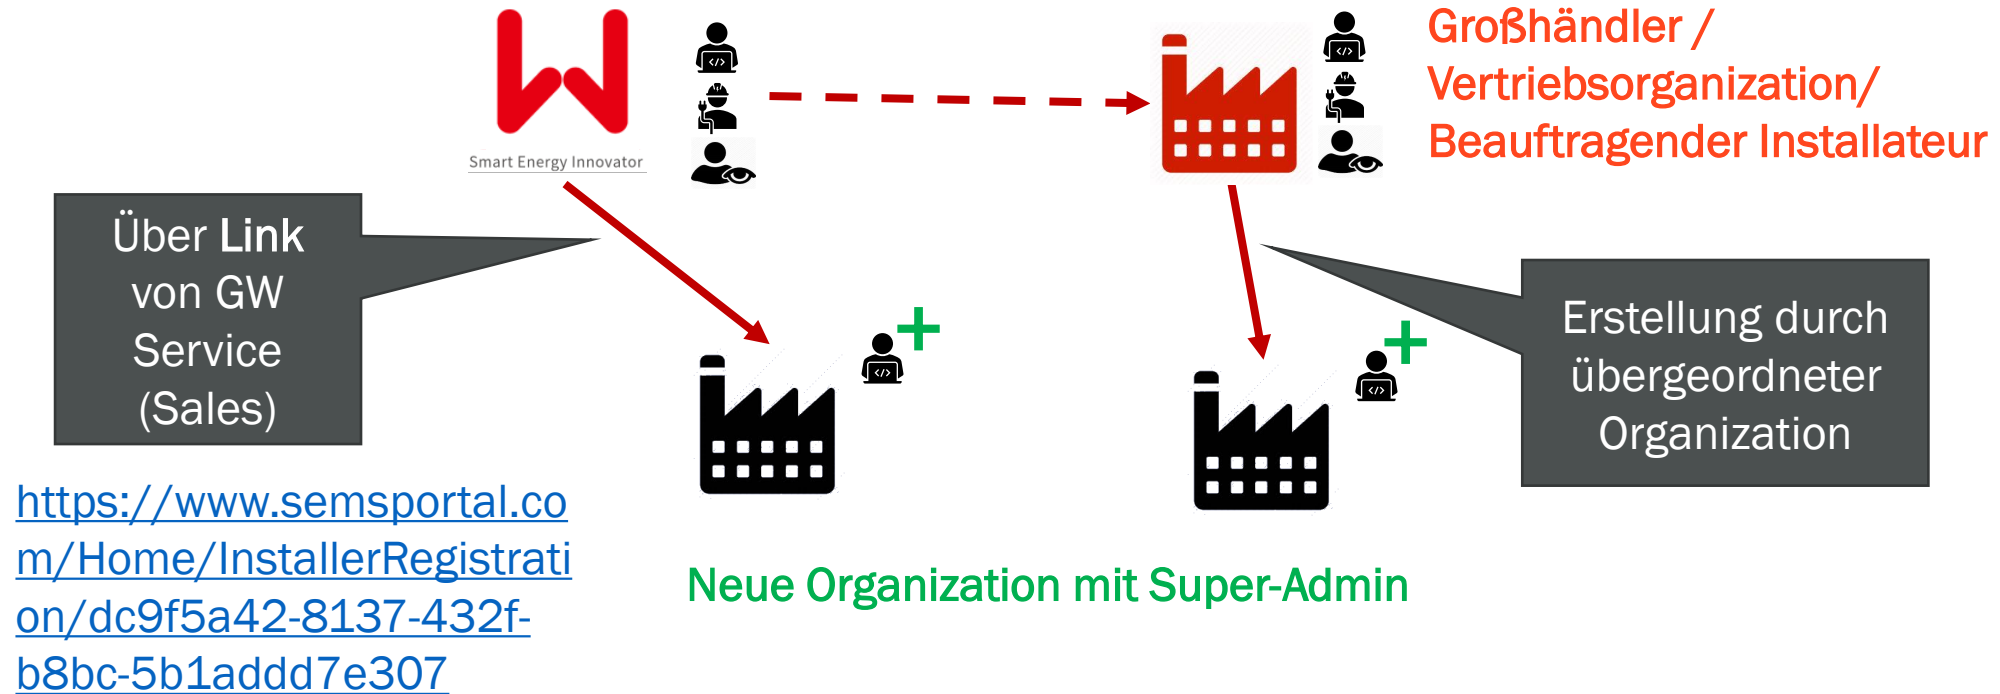 Smart Energy Innovator
Großhändler /
Vertriebsorganization/
Beauftragender Installateur
Über Link
von GW
Service
(Sales)
Erstellung durch
übergeordneter
Organization
https://www.semsportal.co
m/Home/InstallerRegistrati
on/dc9f5a42-8137-432f-
b8bc-5b1addd7e307
Neue Organization mit Super-Admin